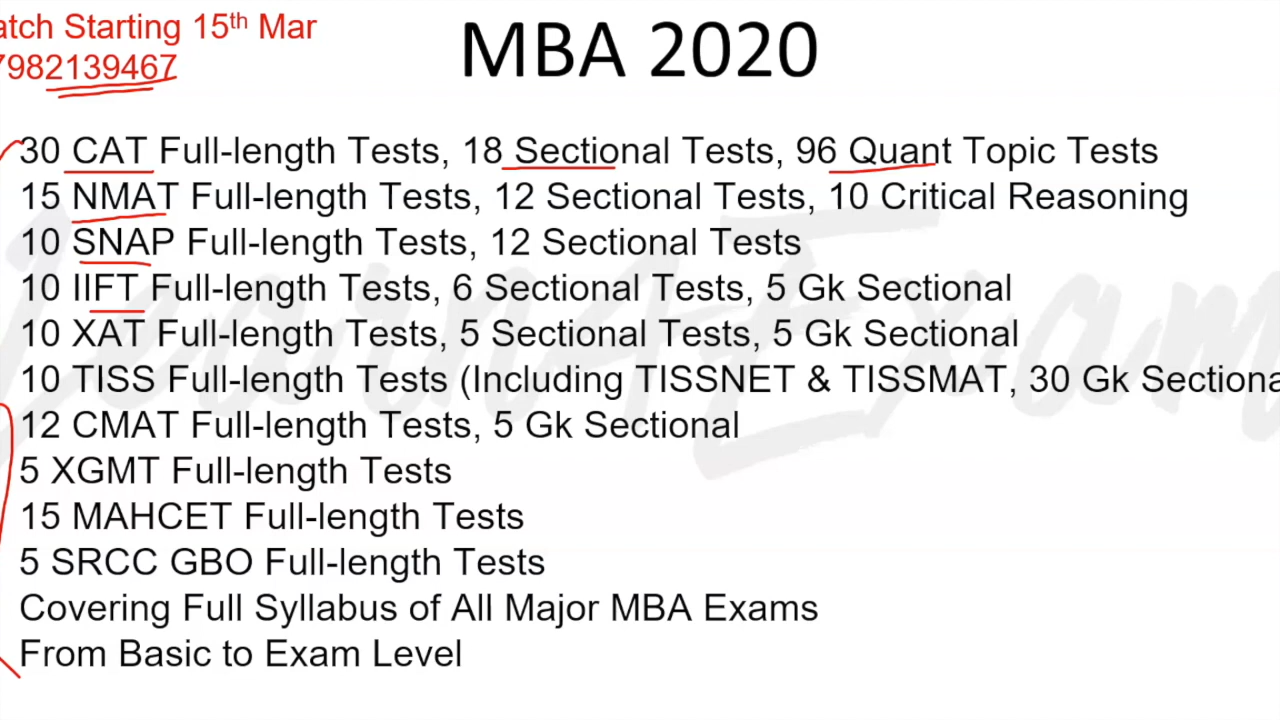 atch Starting 15th Mar
7982139467
MBA 2020
30 CAT Full-length Tests, 18 Sectional Tests, 96 Quant Topic Tests
15 NMAT Full-length Tests, 12 Sectional Tests, 10 Critical Reasoning
10 SNAP Full-length Tests, 12 Sectional Tests
10 IIFT Full-length Tests, 6 Sectional Tests, 5 Gk Sectional
10 XAT Full-length Tests, 5 Sectional Tests, 5 Gk Sectional
10 TISS Full-length Tests (Including TISSNET & TISSMAT, 30 Gk Sectiona
12 CMAT Full-length Tests, 5 Gk Sectional
5 XGMT Full-length Tests
15 MAHCET Full-length Tests
5 SRCC GBO Full-length Tests
Covering Full Syllabus of All Major MBA Exams
From Basic to Exam Level
Learn4Exam